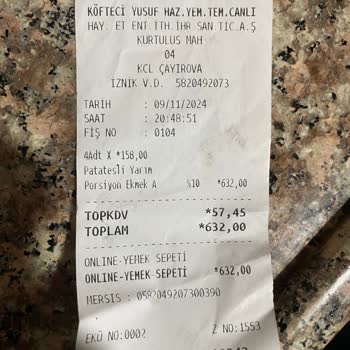 KÖFTECİ YUSUF HAZ.YEM.TEM.CANLI
HAY. ET ENT İTH.İHR SAN.TİC.A.Ş
KURTULUS MAH
04
KCL ÇAYIROVA
İZNİK V.D. 5820492073
TARİH : 09/11/2024
SAAT : 20:48:51
FİŞ NO : 0104
4Adt X *158,00
Patatesli Yarım
Porsiyon Ekmek A %10 *632,00
TOPKDV *57,45
TOPLAM *632,00
ONLINE-YEMEK SEPETİ
ONLINE-YEMEK SEPETİ *632,00
MERSIS : 0582049207300390
EKÜ NO:0002 Z NO:1553